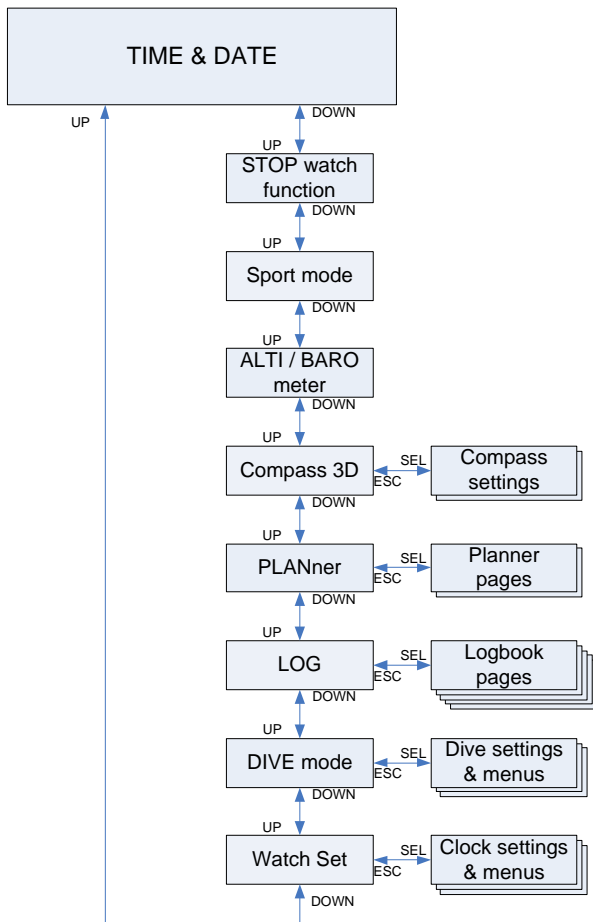 TIME & DATE
UP
DOWN
UP
STOP watch
function
DOWN
UP
Sport mode
DOWN
UP
ALTI / BARO
meter
DOWN
UP
Compass 3D
SEL
ESC
Compass
settings
DOWN
UP
PLANner
SEL
ESC
Planner
pages
DOWN
UP
LOG
SEL
ESC
Logbook
pages
DOWN
UP
DIVE mode
SEL
ESC
Dive settings
& menus
DOWN
UP
Watch Set
SEL
ESC
Clock settings
& menus
DOWN